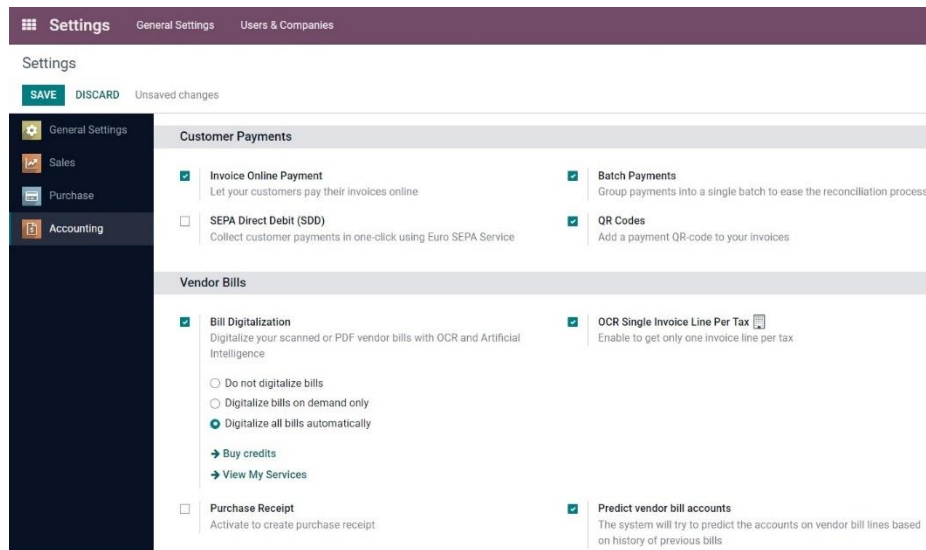 Settings General Settings Users & Companies
Settings
SAVE DISCARD Unsaved changes
General Settings
Sales
Purchase
Accounting
Customer Payments
Invoice Online Payment
Let your customers pay their invoices online
Batch Payments
Group payments into a single batch to ease the reconciliation process
SEPA Direct Debit (SDD)
Collect customer payments in one-click using Euro SEPA Service
QR Codes
Add a payment QR-code to your invoices
Vendor Bills
Bill Digitalization
Digitalize your scanned or PDF vendor bills with OCR and Artificial
Intelligence
Do not digitalize bills
Digitalize bills on demand only
Digitalize all bills automatically
Buy credits
View My Services
OCR Single Invoice Line Per Tax
Enable to get only one invoice line per tax
Purchase Receipt
Activate to create purchase receipt
Predict vendor bill accounts
The system will try to predict the accounts on vendor bill lines based
on history of previous bills